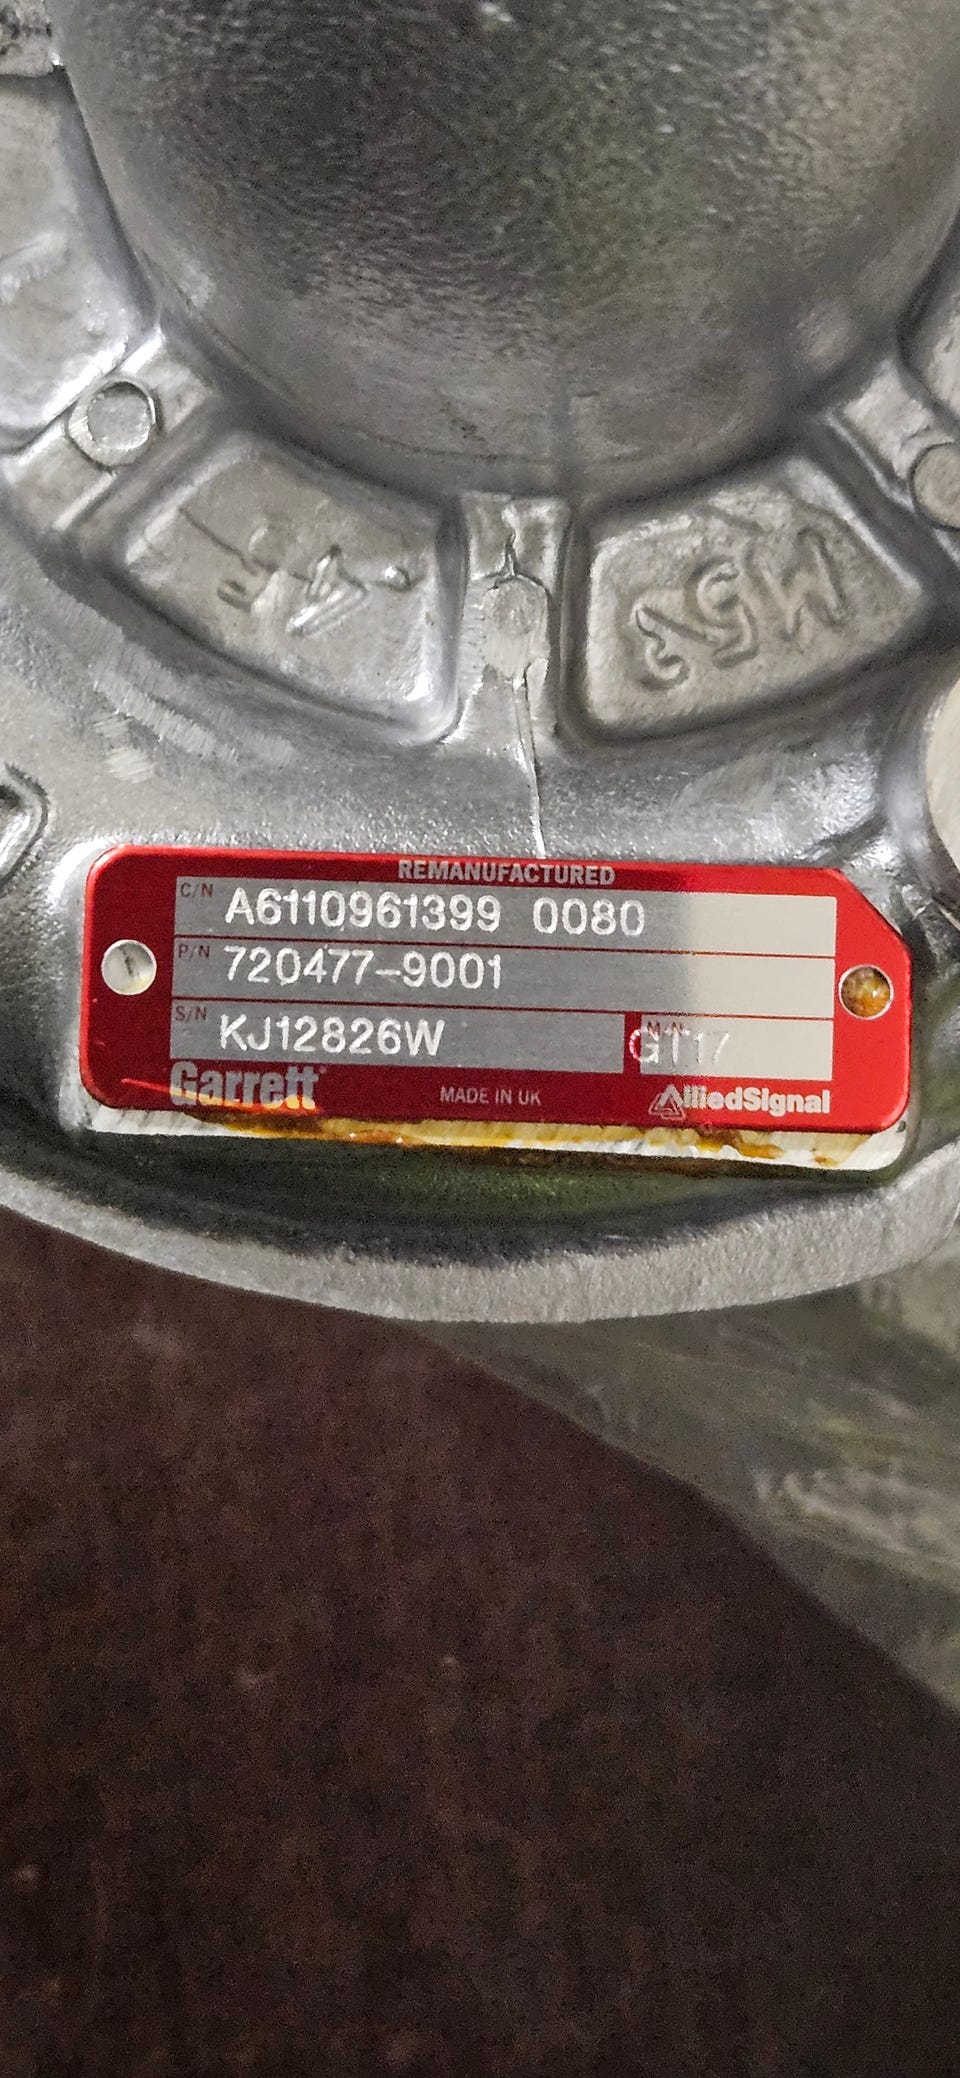 REMANUFACTURED
C/N A6110961399 0080
P/N 720477-9001
S/N KJ12826W M.N. GT17
Garrett MADE IN UK AlliedSignal